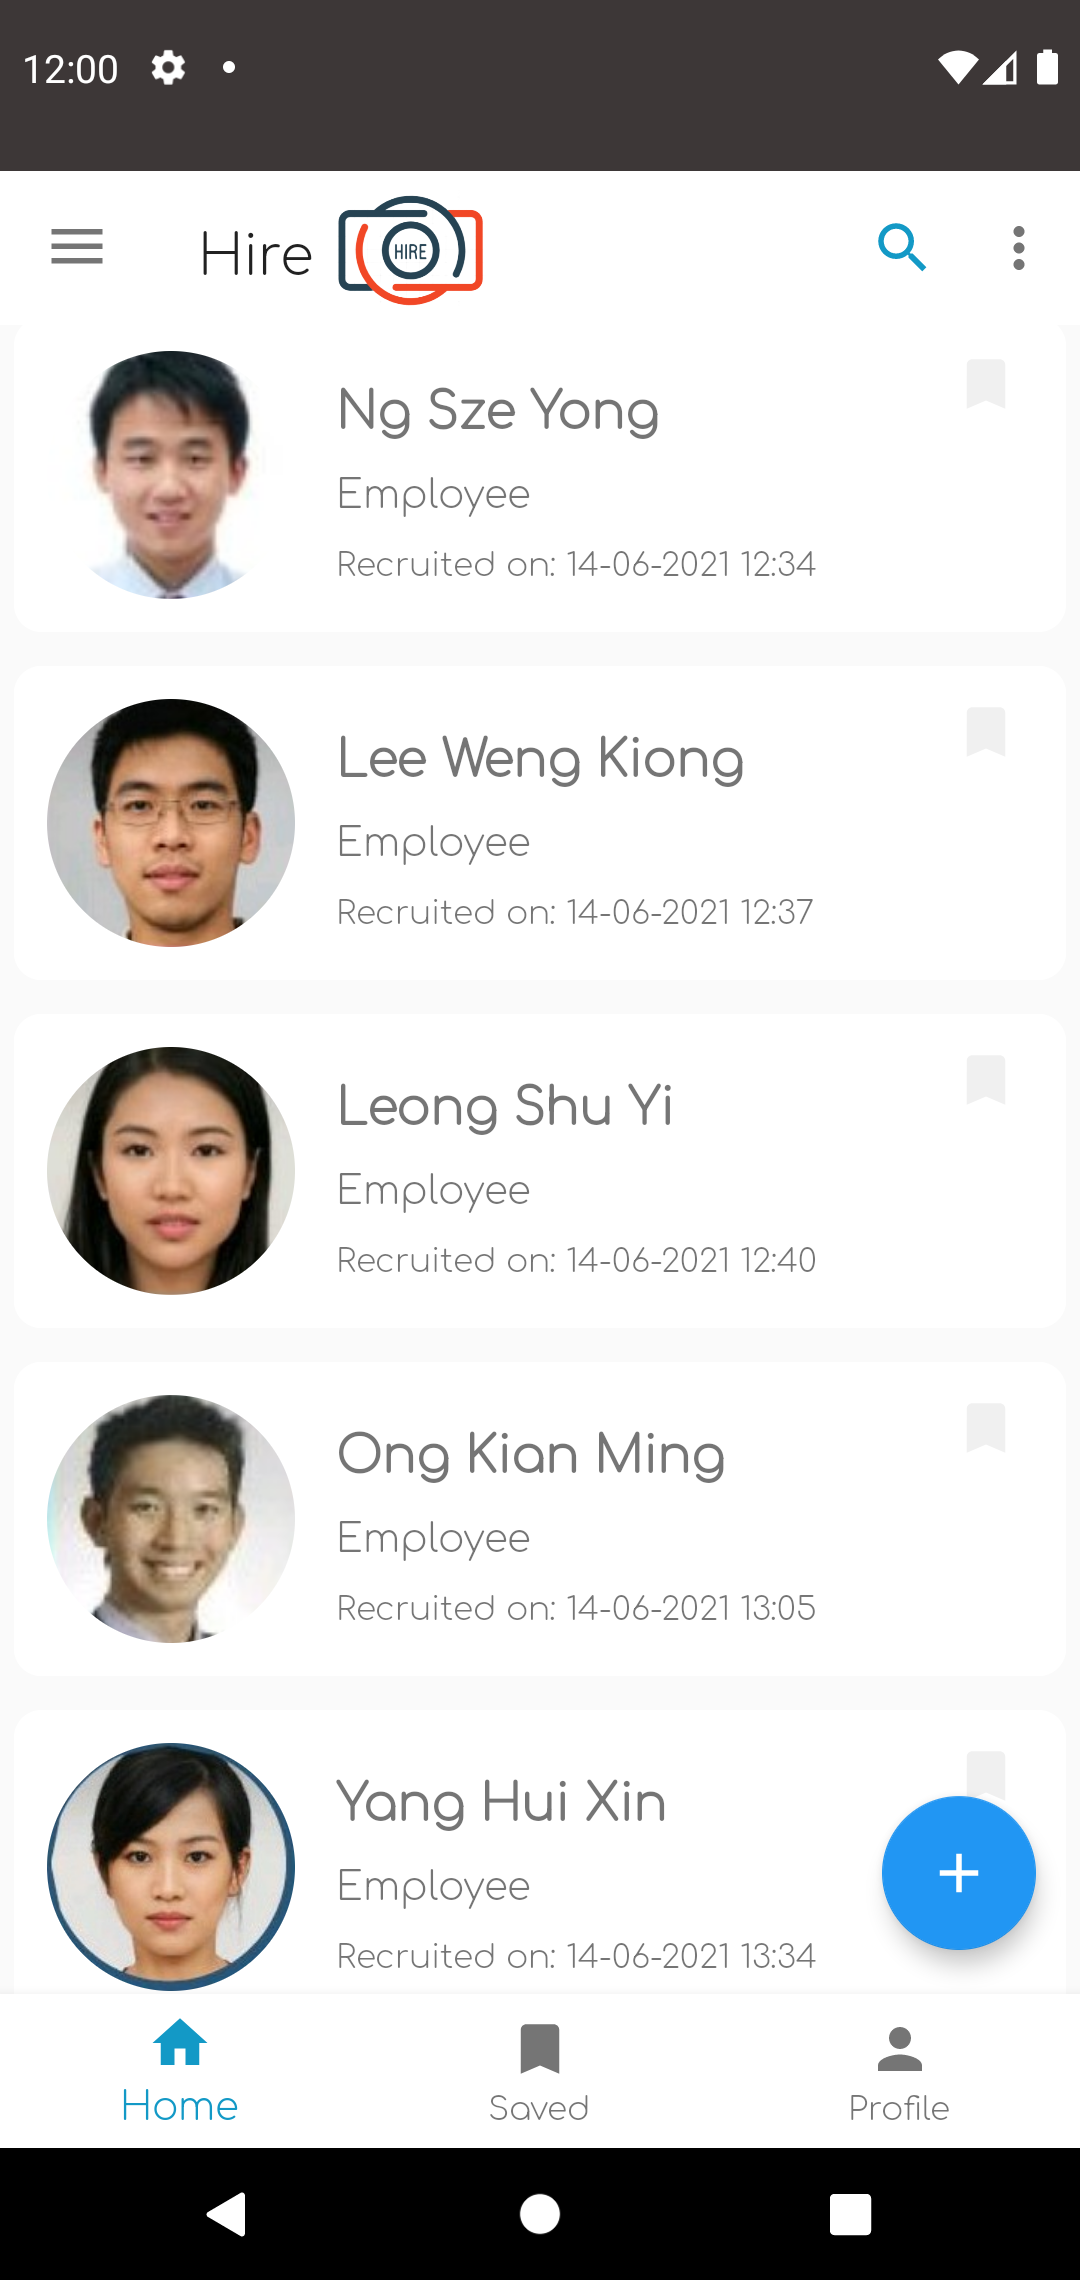 12:00
Hire HIRE
Ng Sze Yong
Employee
Recruited on: 14-06-2021 12:34
Lee Weng Kiong
Employee
Recruited on: 14-06-2021 12:37
Leong Shu Yi
Employee
Recruited on: 14-06-2021 12:40
Ong Kian Ming
Employee
Recruited on: 14-06-2021 13:05
Yang Hui Xin
Employee
Recruited on: 14-06-2021 13:34
Home Saved Profile